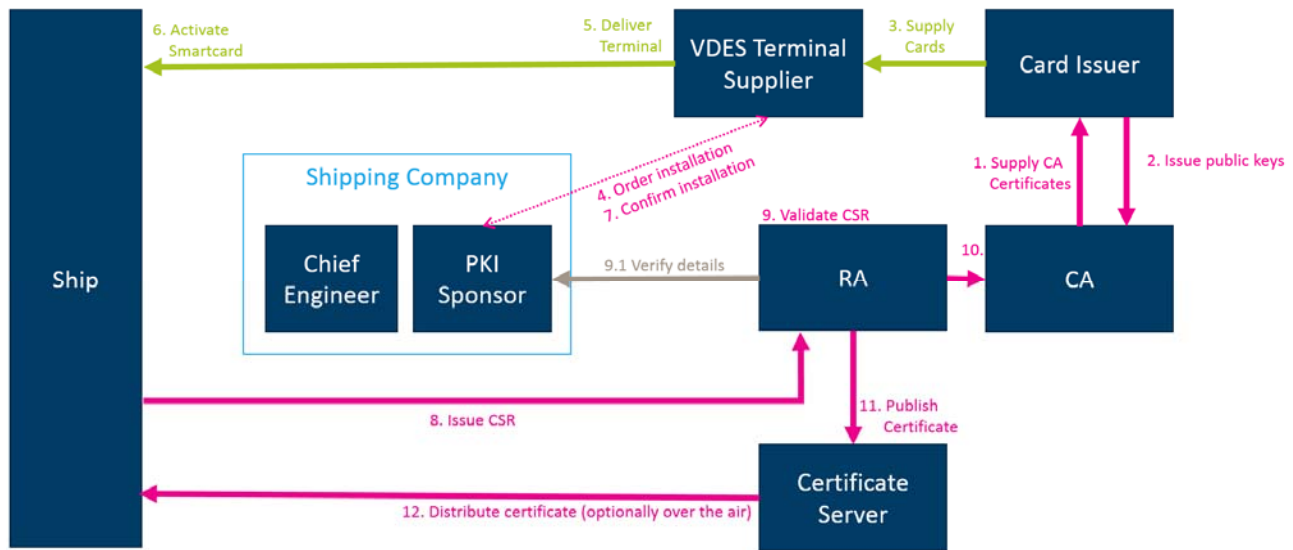 6. Activate
Smartcard
5. Deliver
Terminal
VDES Terminal
Supplier
3. Supply
Cards
Card Issuer
1. Supply CA
Certificates
2. Issue public keys
Shipping Company
4. Order installation
7. Confirm installation
Ship
Chief
Engineer
PKI
Sponsor
9.1 Verify details
9. Validate CSR
RA
10.
CA
8. Issue CSR
11. Publish
Certificate
Certificate
Server
12. Distribute certificate (optionally over the air)